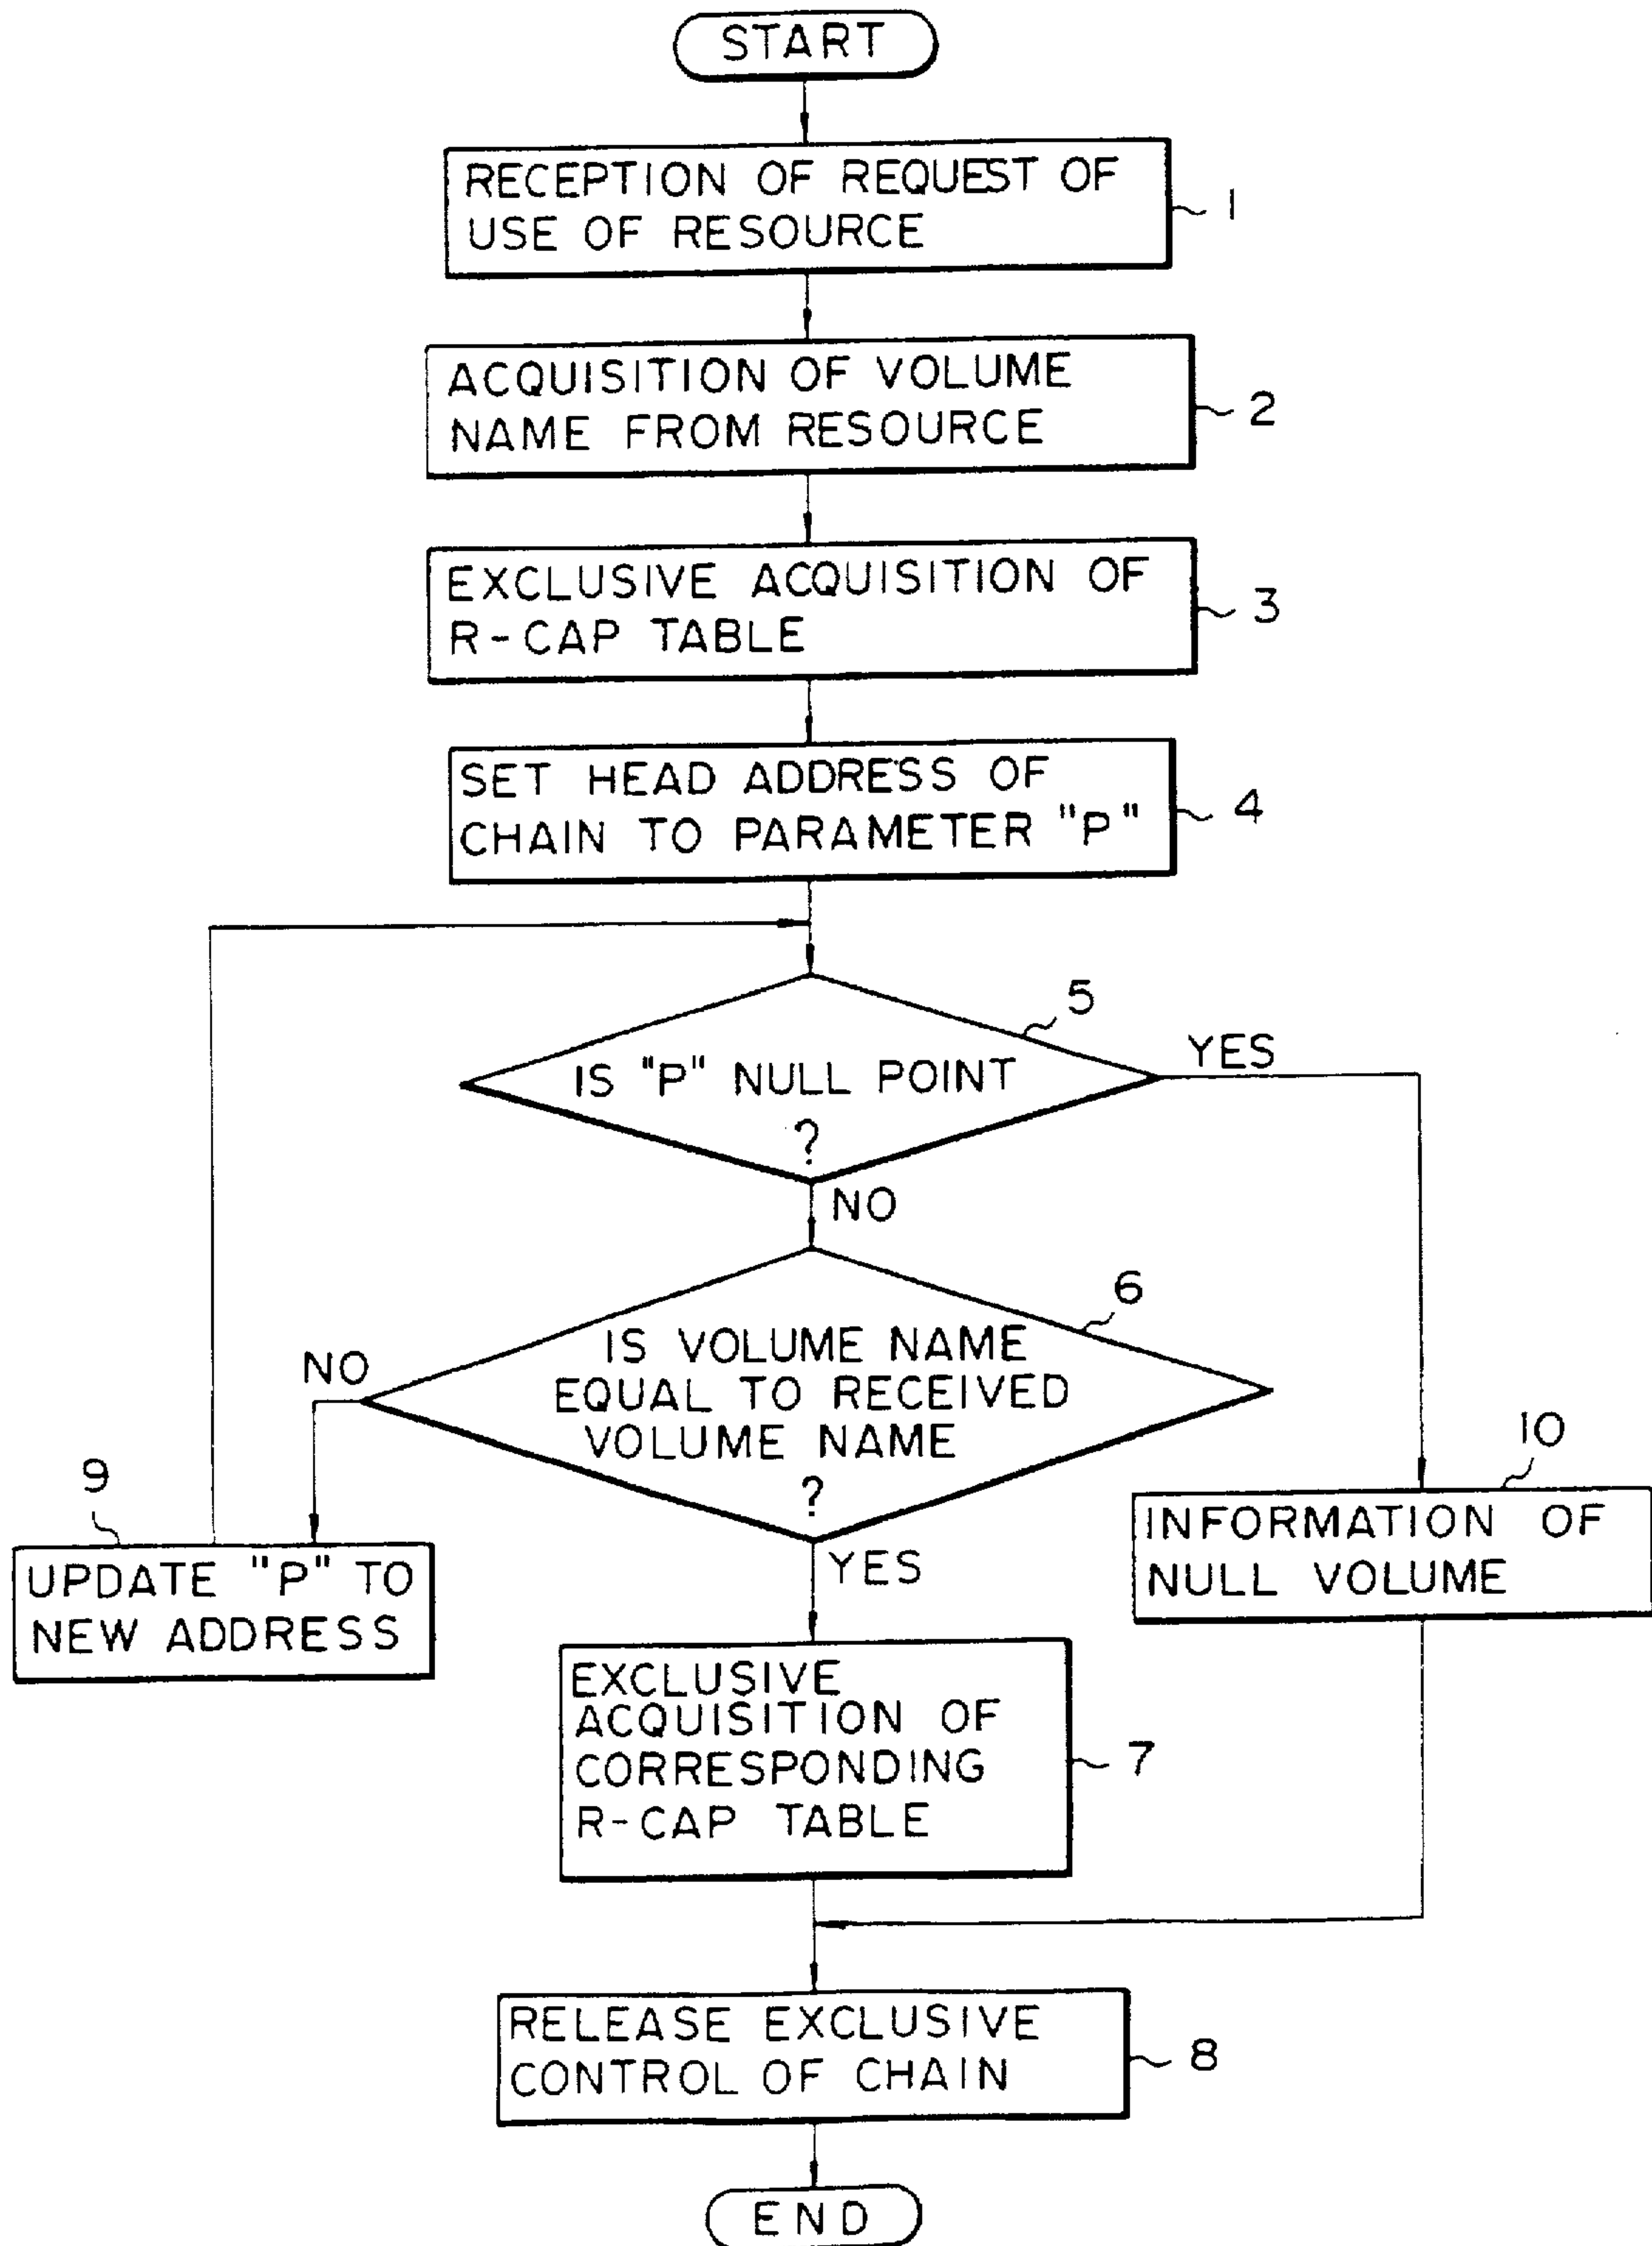 START
RECEPTION OF REQUEST OF
USE OF RESOURCE
1
ACQUISITION OF VOLUME
NAME FROM RESOURCE
2
EXCLUSIVE ACQUISITION OF
R-CAP TABLE
3
SET HEAD ADDRESS OF
CHAIN TO PARAMETER "P"
4
5
IS "P" NULL POINT
?
YES
NO
6
IS VOLUME NAME
EQUAL TO RECEIVED
VOLUME NAME
?
NO
YES
9
UPDATE "P" TO
NEW ADDRESS
10
INFORMATION OF
NULL VOLUME
EXCLUSIVE
ACQUISITION OF
CORRESPONDING
R-CAP TABLE
7
RELEASE EXCLUSIVE
CONTROL OF CHAIN
8
END